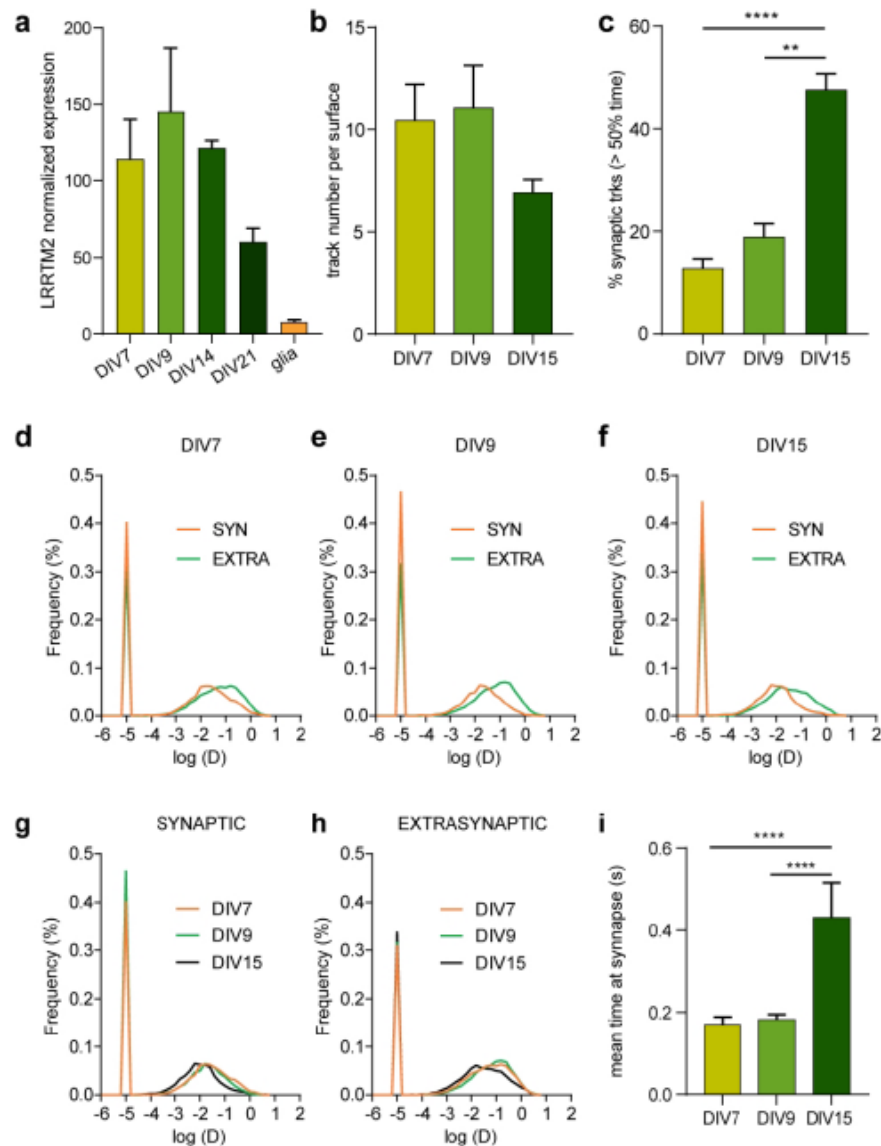 a
LRRTM2 normalized expression
200
150
100
50
0
DIV7
DIV9
DIV14
DIV21
glia
b
track number per surface
15
10
5
0
DIV7
DIV9
DIV15
c
% synaptic trks (> 50% time)
60
40
20
0
****
**
DIV7
DIV9
DIV15
d
DIV7
Frequency (%)
0.5
0.4
0.3
0.2
0.1
0.0
SYN
EXTRA
-6 -5 -4 -3 -2 -1 0 1 2
log (D)
e
DIV9
Frequency (%)
0.5
0.4
0.3
0.2
0.1
0.0
SYN
EXTRA
-6 -5 -4 -3 -2 -1 0 1 2
log (D)
f
DIV15
Frequency (%)
0.5
0.4
0.3
0.2
0.1
0.0
SYN
EXTRA
-6 -5 -4 -3 -2 -1 0 1 2
log (D)
g
SYNAPTIC
Frequency (%)
0.5
0.4
0.3
0.2
0.1
0.0
DIV7
DIV9
DIV15
-6 -5 -4 -3 -2 -1 0 1 2
log (D)
h
EXTRASYNAPTIC
Frequency (%)
0.5
0.4
0.3
0.2
0.1
0.0
DIV7
DIV9
DIV15
-6 -5 -4 -3 -2 -1 0 1 2
log (D)
i
mean time at synnapse (s)
0.6
0.4
0.2
0.0
****
****
DIV7
DIV9
DIV15